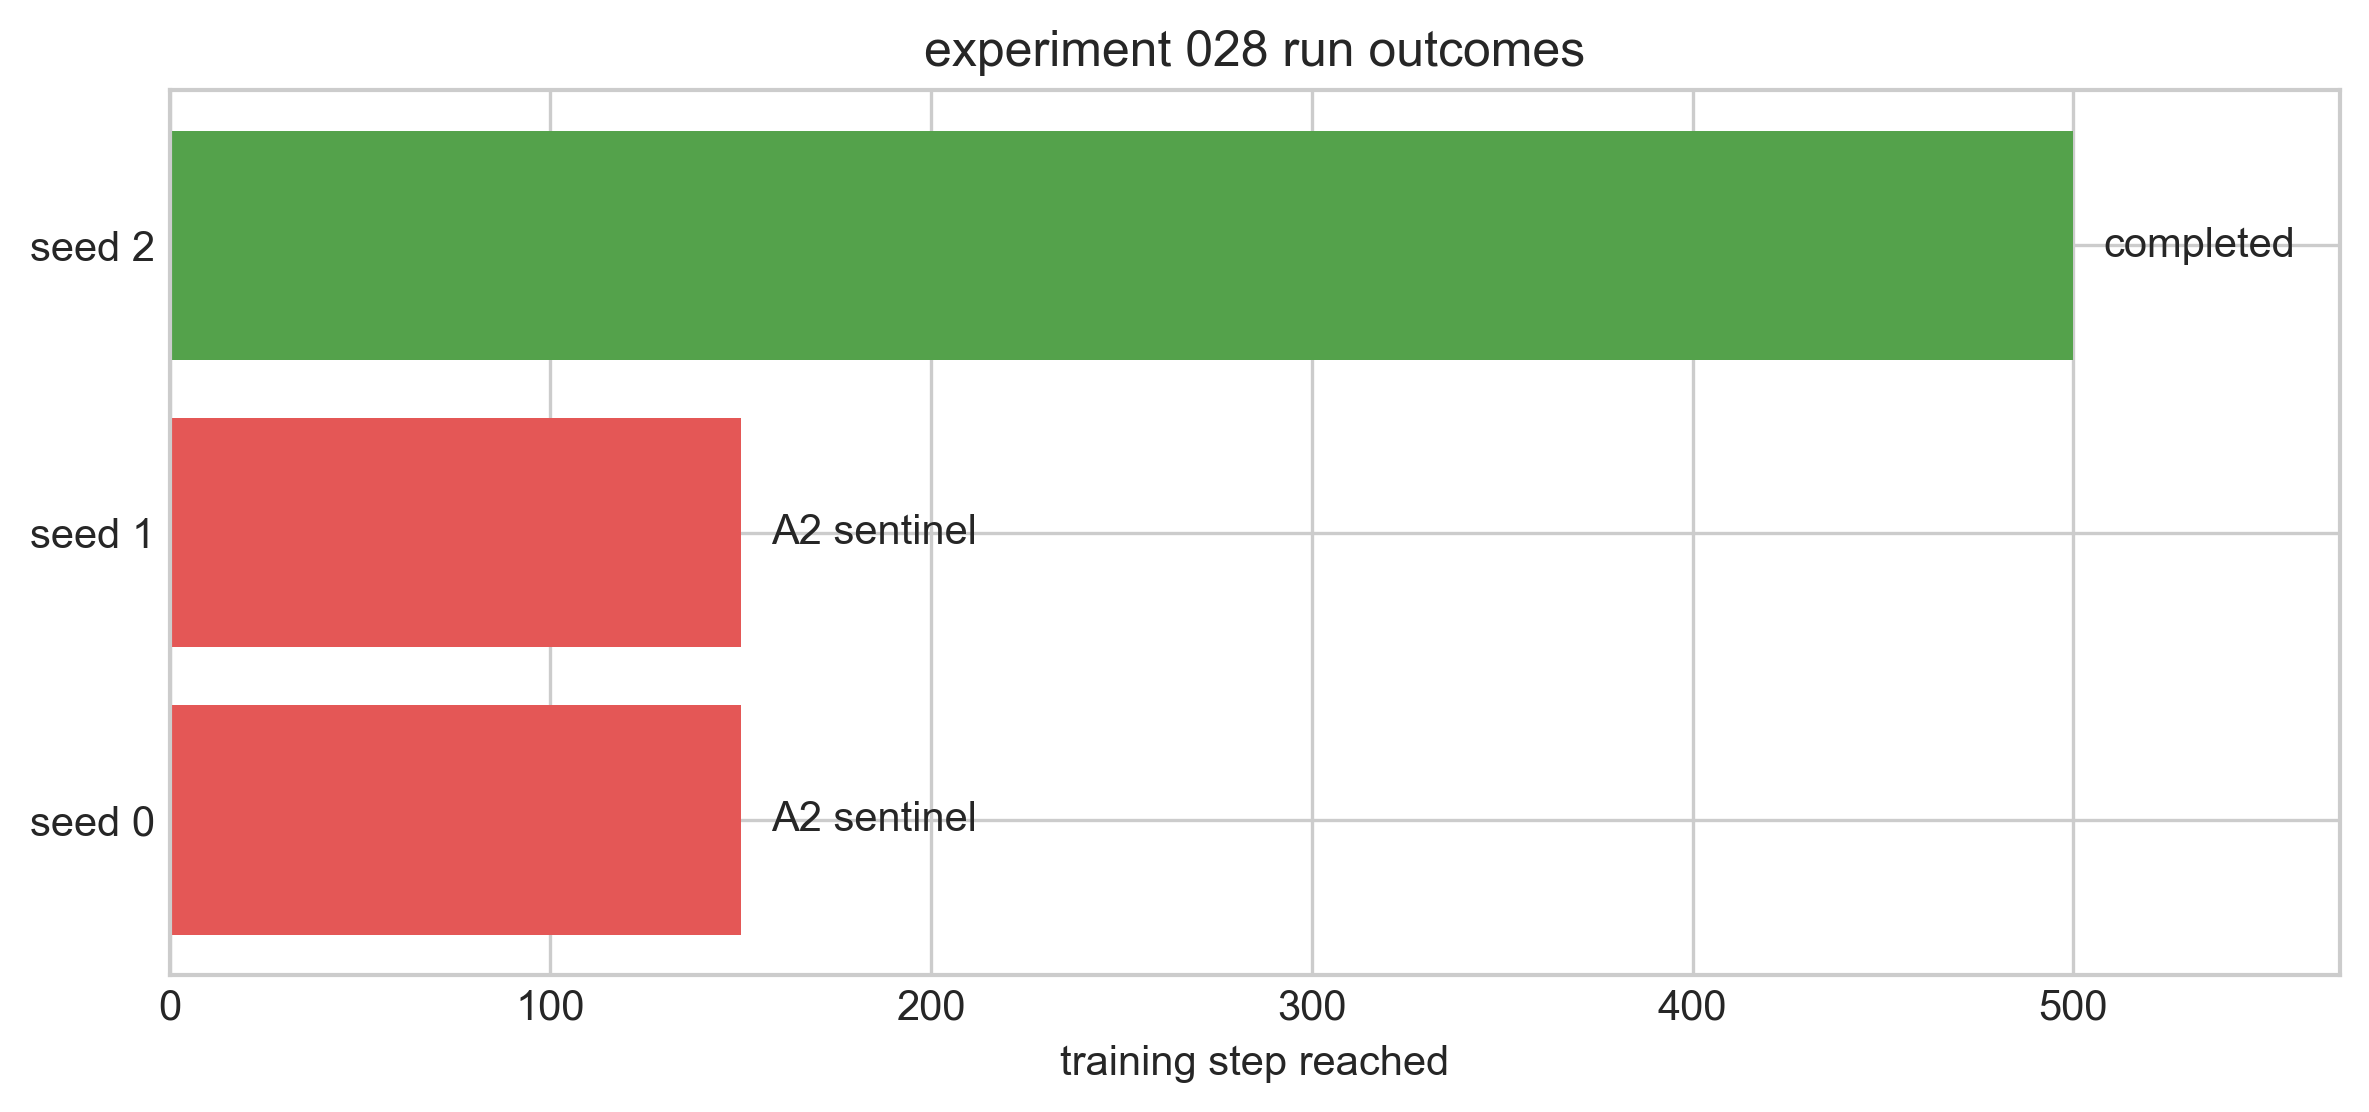 experiment 028 run outcomes
seed 2
completed
seed 1
A2 sentinel
seed 0
A2 sentinel
0 100 200 300 400 500
training step reached